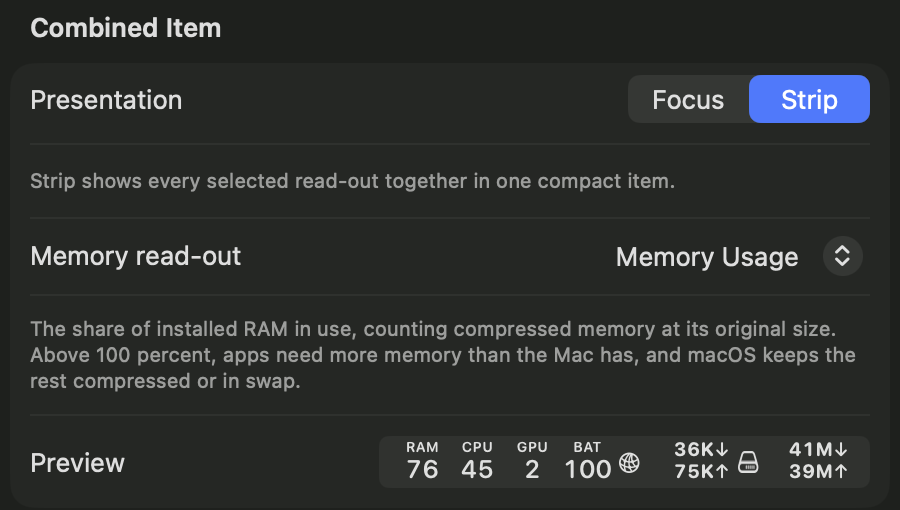 Combined Item
Presentation
Focus
Strip
Strip shows every selected read-out together in one compact item.
Memory read-out
Memory Usage
The share of installed RAM in use, counting compressed memory at its original size.
Above 100 percent, apps need more memory than the Mac has, and macOS keeps the
rest compressed or in swap.
Preview
RAM CPU GPU BAT
76 45 2 100
36K↓
75K↑
41M↓
39M↑